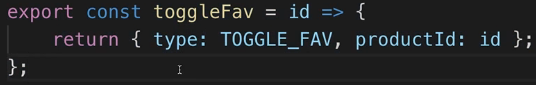 export const toggleFav = id => {
    return { type: TOGGLE_FAV, productId: id };
};